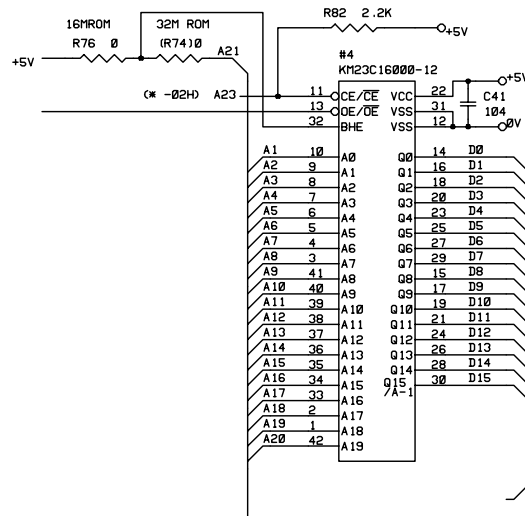 R82 2.2K
+5V
16MROM 32M ROM
R76 0 (R74)0 A21
+5V
#4
KM23C16000-12
(* -02H) A23 11 CE/CE VCC 22 +5V
13 OE/OE VSS 31 C41
32 BHE VSS 12 104
0V
A1 10 A0 Q0 14 D0
A2 9 A1 Q1 16 D1
A3 8 A2 Q2 18 D2
A4 7 A3 Q3 20 D3
A5 6 A4 Q4 23 D4
A6 5 A5 Q5 25 D5
A7 4 A6 Q6 27 D6
A8 3 A7 Q7 29 D7
A9 41 A8 Q8 15 D8
A10 40 A9 Q9 17 D9
A11 39 A10 Q10 19 D10
A12 38 A11 Q11 21 D11
A13 37 A12 Q12 24 D12
A14 36 A13 Q13 26 D13
A15 35 A14 Q14 28 D14
A16 34 A15 Q15 30 D15
/A-1
A17 33 A16
A18 2 A17
A19 1 A18
A20 42 A19